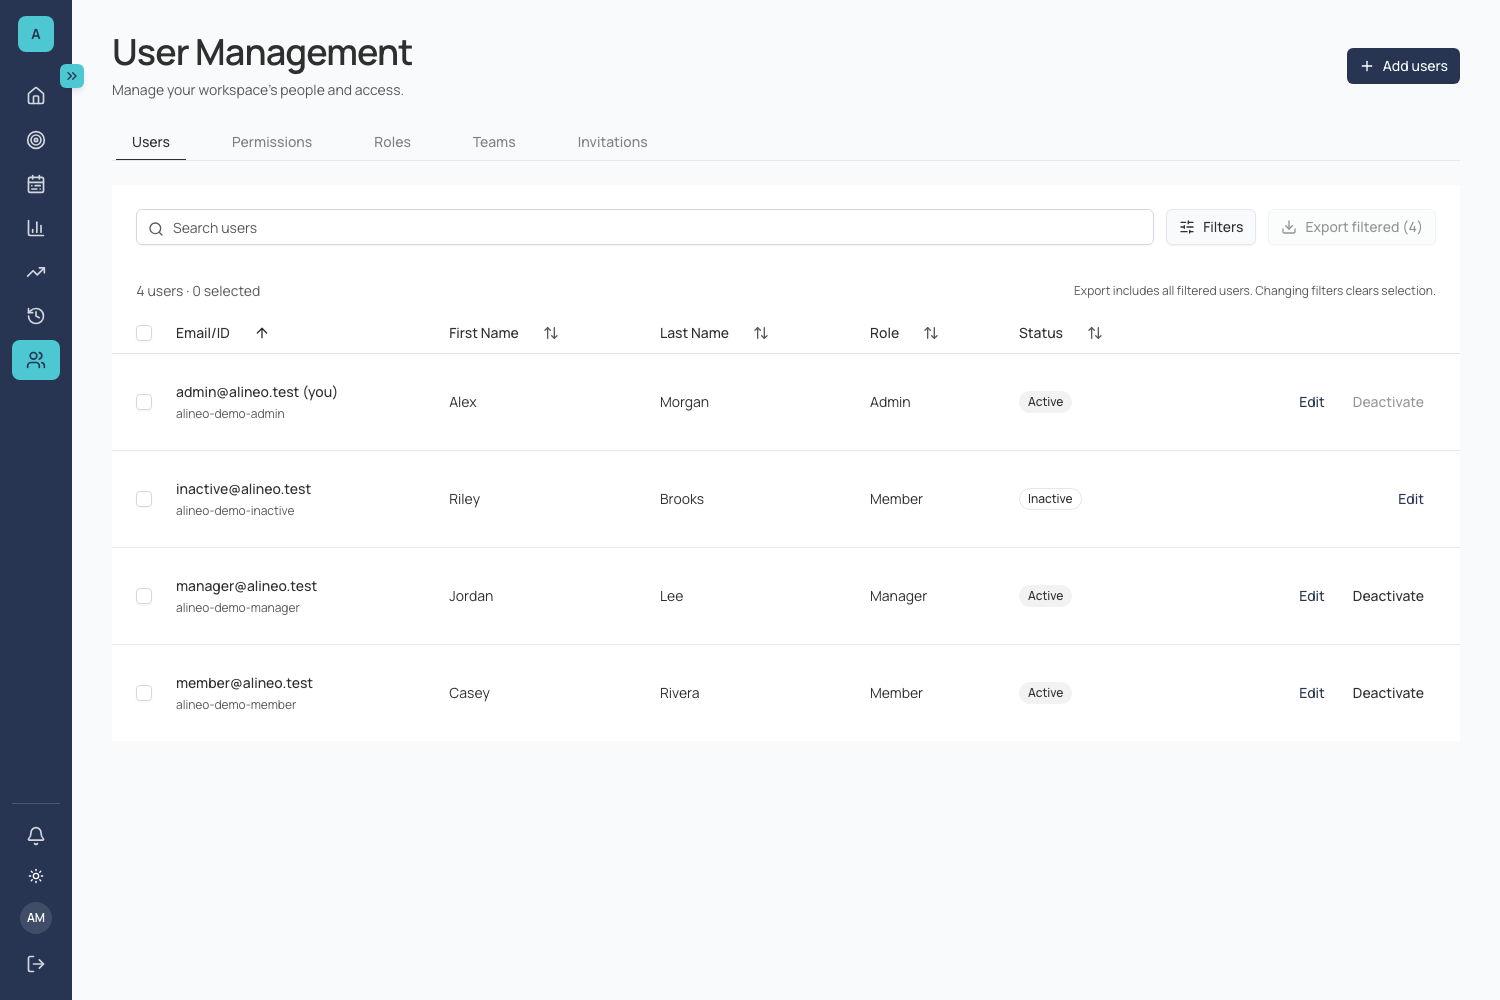 A
User Management
Manage your workspace's people and access.
Add users
Users Permissions Roles Teams Invitations
Search users
Filters
Export filtered (4)
4 users · 0 selected
Export includes all filtered users. Changing filters clears selection.
Email/ID First Name Last Name Role Status
admin@alineo.test (you)
alineo-demo-admin
Alex Morgan Admin Active Edit Deactivate
inactive@alineo.test
alineo-demo-inactive
Riley Brooks Member Inactive Edit
manager@alineo.test
alineo-demo-manager
Jordan Lee Manager Active Edit Deactivate
member@alineo.test
alineo-demo-member
Casey Rivera Member Active Edit Deactivate
AM